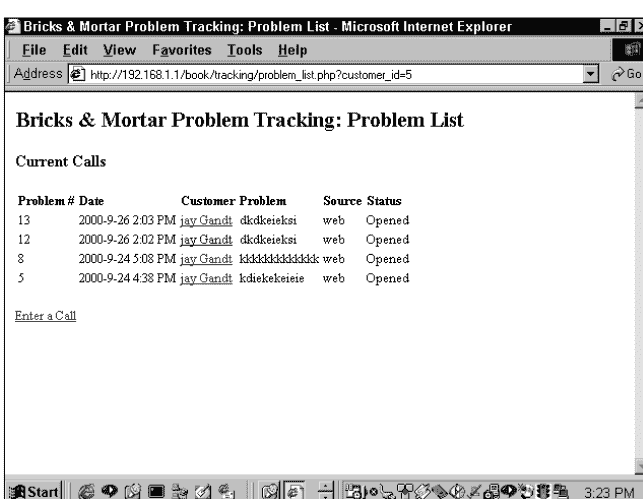 Bricks & Mortar Problem Tracking: Problem List - Microsoft Internet Explorer
File Edit View Favorites Tools Help
Address http://192.168.1.1/book/tracking/problem_list.php?customer_id=5 Go
Bricks & Mortar Problem Tracking: Problem List
Current Calls
Problem # Date Customer Problem Source Status
13 2000-9-26 2:03 PM jay Gandt dkdkeieksi web Opened
12 2000-9-26 2:02 PM jay Gandt dkdkeieksi web Opened
8 2000-9-24 5:08 PM jay Gandt kkkkkkkkkkkkk web Opened
5 2000-9-24 4:38 PM jay Gandt kdiekekeieie web Opened
Enter a Call
Start 3:23 PM